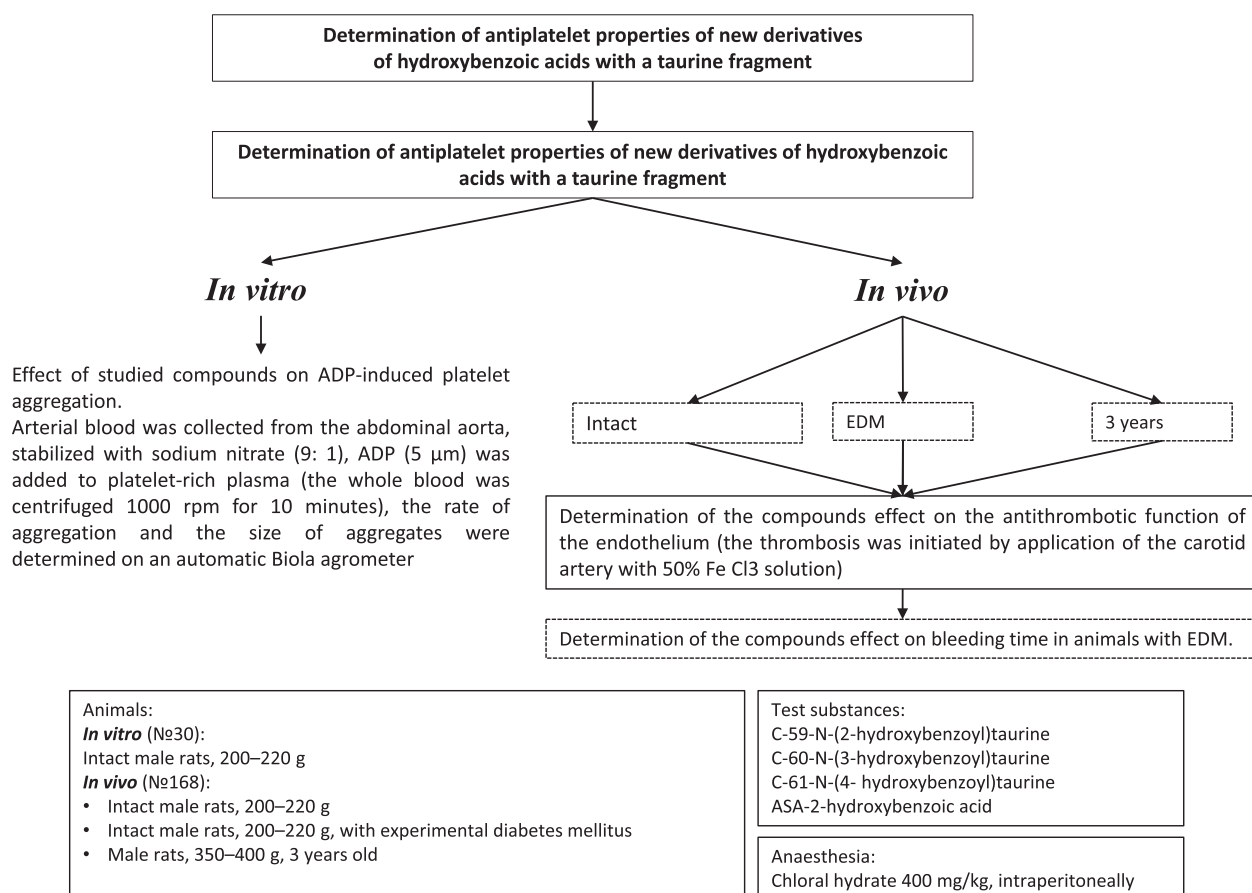 Determination of antiplatelet properties of new derivatives
of hydroxybenzoic acids with a taurine fragment
Determination of antiplatelet properties of new derivatives of hydroxybenzoic
acids with a taurine fragment
In vitro
In vivo
Effect of studied compounds on ADP-induced platelet
aggregation.
Arterial blood was collected from the abdominal aorta,
stabilized with sodium nitrate (9: 1), ADP (5 μm) was
added to platelet-rich plasma (the whole blood was
centrifuged 1000 rpm for 10 minutes), the rate of
aggregation and the size of aggregates were
determined on an automatic Biola agrometer
Intact
EDM
3 years
Determination of the compounds effect on the antithrombotic function of
the endothelium (the thrombosis was initiated by application of the carotid
artery with 50% Fe Cl3 solution)
Determination of the compounds effect on bleeding time in animals with EDM.
Animals:
In vitro (№30):
Intact male rats, 200–220 g
In vivo (№168):
• Intact male rats, 200–220 g
• Intact male rats, 200–220 g, with experimental diabetes mellitus
• Male rats, 350–400 g, 3 years old
Test substances:
C-59-N-(2-hydroxybenzoyl)taurine
C-60-N-(3-hydroxybenzoyl)taurine
C-61-N-(4- hydroxybenzoyl)taurine
ASA-2-hydroxybenzoic acid
Anaesthesia:
Chloral hydrate 400 mg/kg, intraperitoneally